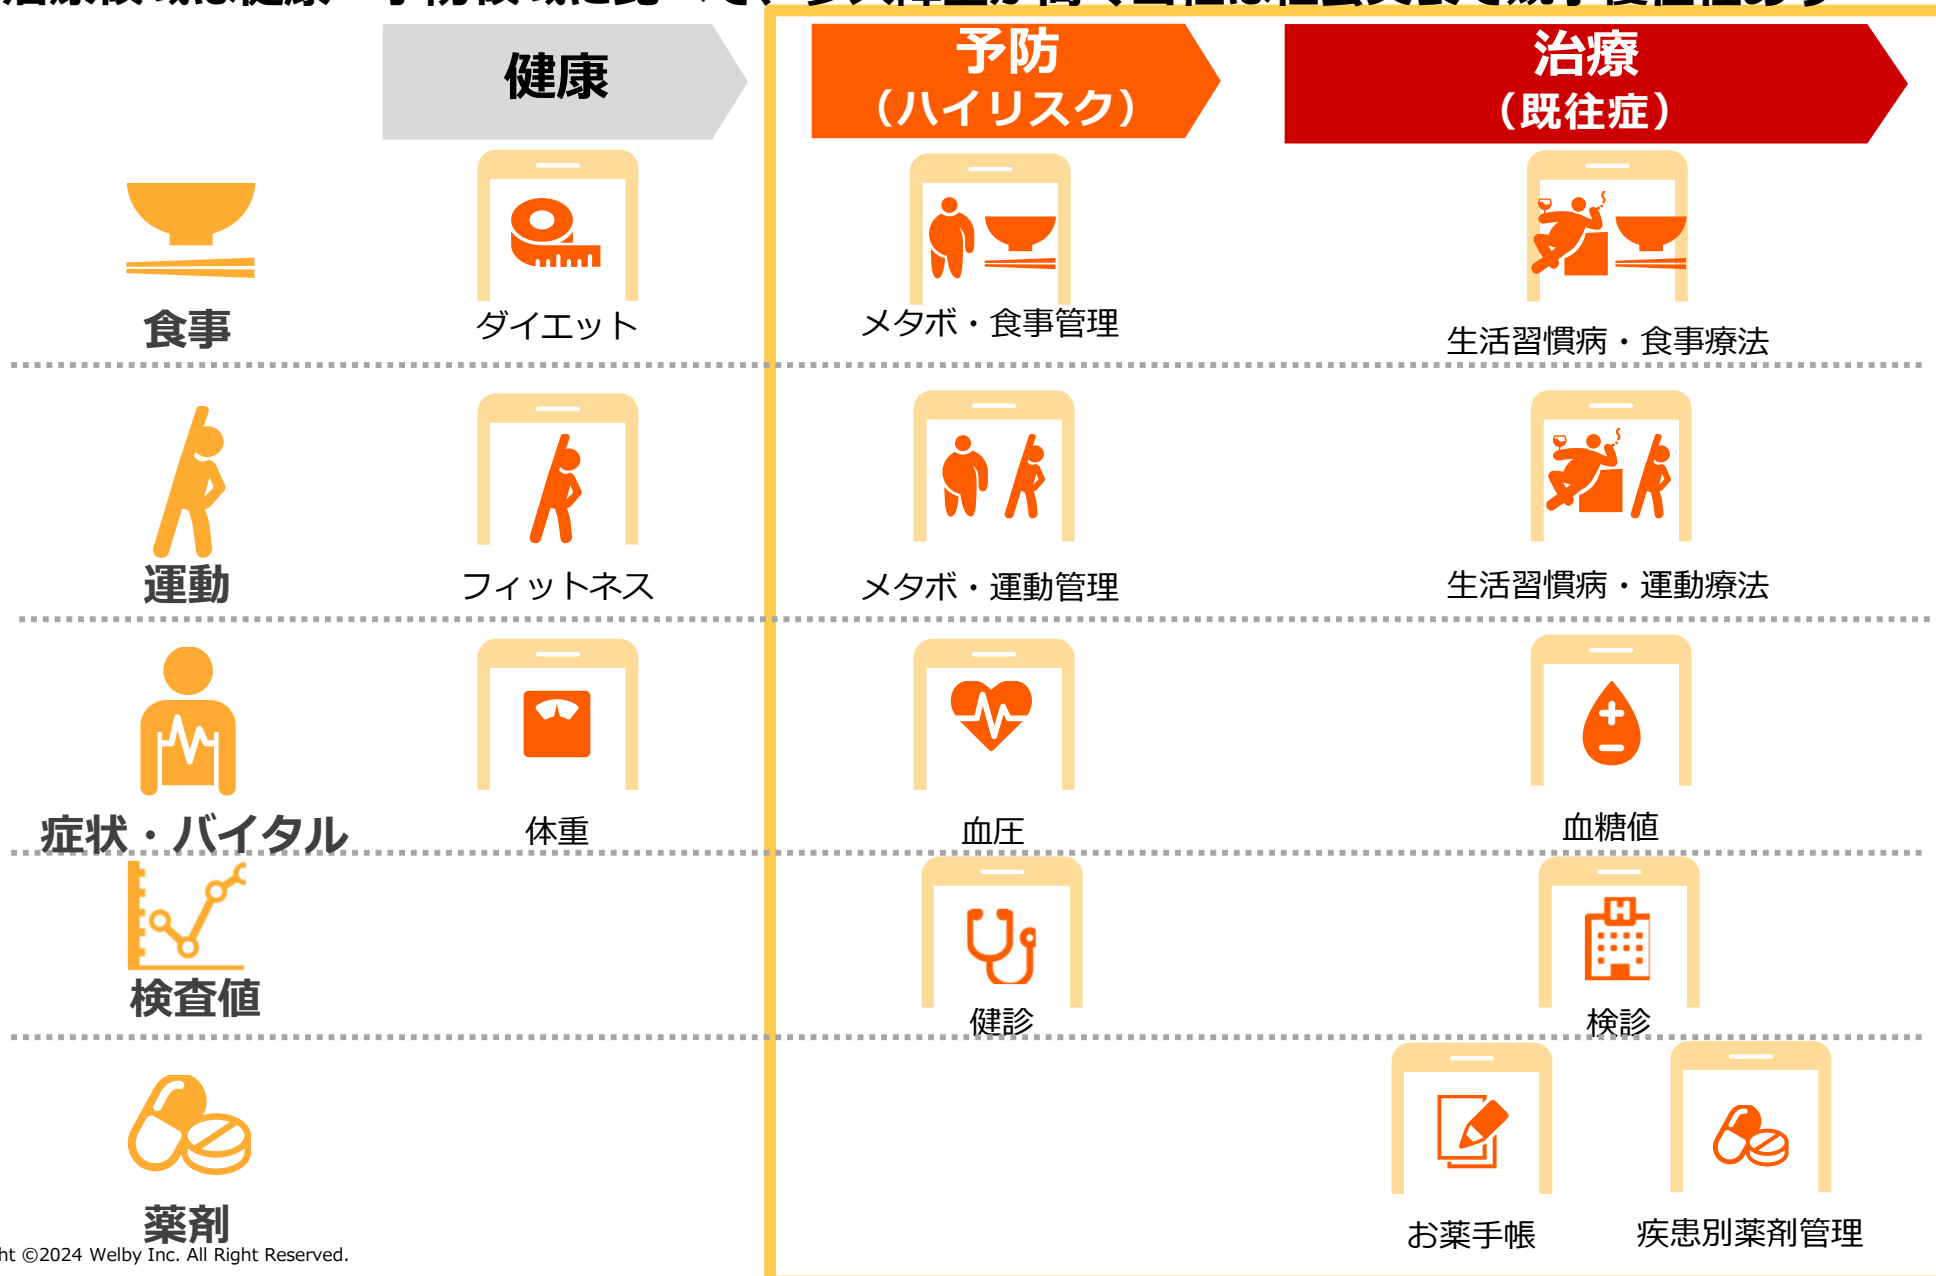 健康
予防
（ハイリスク）
治療
（既往症）
食事
ダイエット
メタボ・食事管理
生活習慣病・食事療法
運動
フィットネス
メタボ・運動管理
生活習慣病・運動療法
症状・バイタル
体重
血圧
血糖値
検査値
健診
検診
薬剤
お薬手帳
疾患別薬剤管理
©2024 Welby Inc. All Right Reserved.